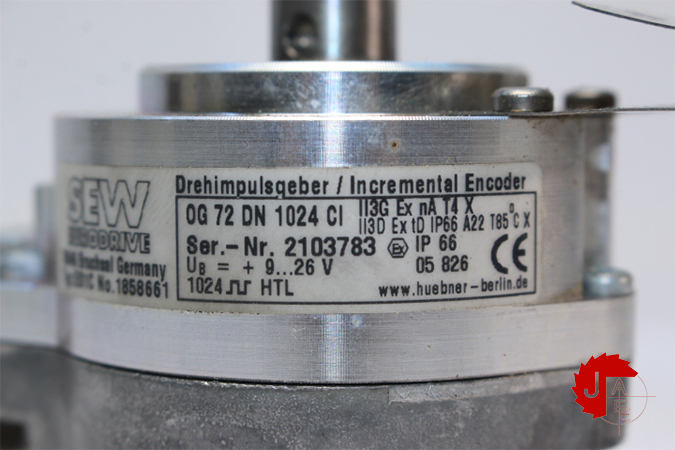 SEW
EURODRIVE
Bruchsal Germany
No. 1858661
Drehimpulsgeber / Incremental Encoder
OG 72 DN 1024 CI
II3G Ex nA T4 X
II3D Ex tD IP66 A22 T85°C X
Ser.-Nr. 2103783
Ex IP 66
UB = + 9...26 V
05 826
CE
1024 HTL
www.huebner-berlin.de
J